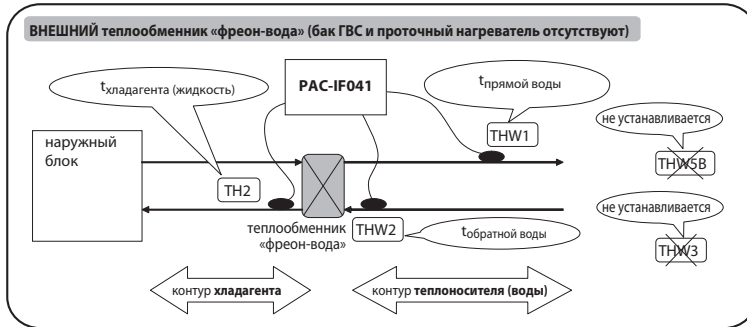 ВНЕШНИЙ теплообменник «фреон-вода» (бак ГВС и проточный нагреватель отсутствуют)
tхладагента (жидкость)
PAC-IF041
tпрямой воды
THW1
не устанавливается
THW5B
наружный
блок
TH2
теплообменник
«фреон-вода»
THW2
tобратной воды
не устанавливается
THW3
контур хладагента
контур теплоносителя (воды)